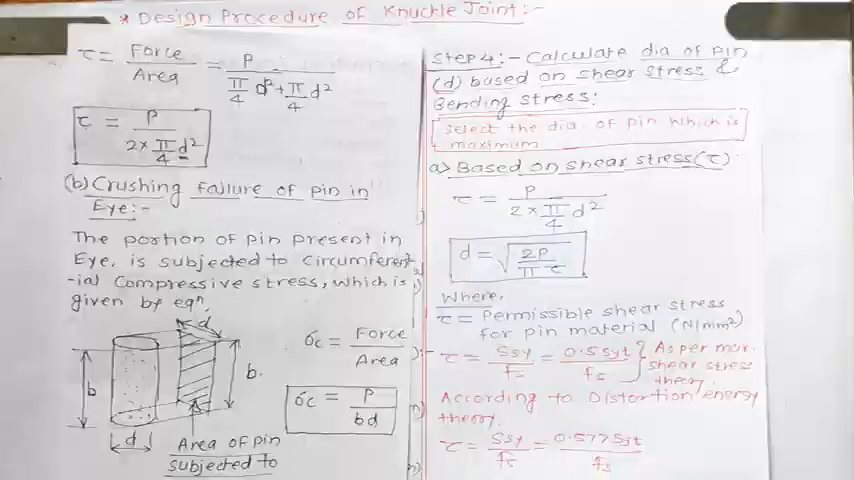 * Design Procedure of Knuckle Joint:-
τ = Force / Area = P / (π/4 d² + π/4 d²)
τ = P / (2 × π/4 d²)
(b) Crushing Failure of pin in
Eye:-
The portion of pin present in
Eye, is subjected to circumferent
-ial compressive stress, which is
given by eqⁿ,
d
b
b.
d
Area of pin
subjected to
σc = Force / Area
σc = P / bd
Step 4:- Calculate dia of pin
(d) based on shear stress &
Bending stress:
Select the dia. of pin which is
maximum
a) Based on shear stress (τ):
τ = P / (2 × π/4 d²)
d = √(2P / π τ)
Where,
τ = Permissible shear stress
for pin material (N/mm²)
τ = Ssy / fs = 0.5 Syt / fs } As per max.
shear stress
theory.
According to Distortion energy
theory.
τ = Ssy / fs = 0.577 Syt / fs